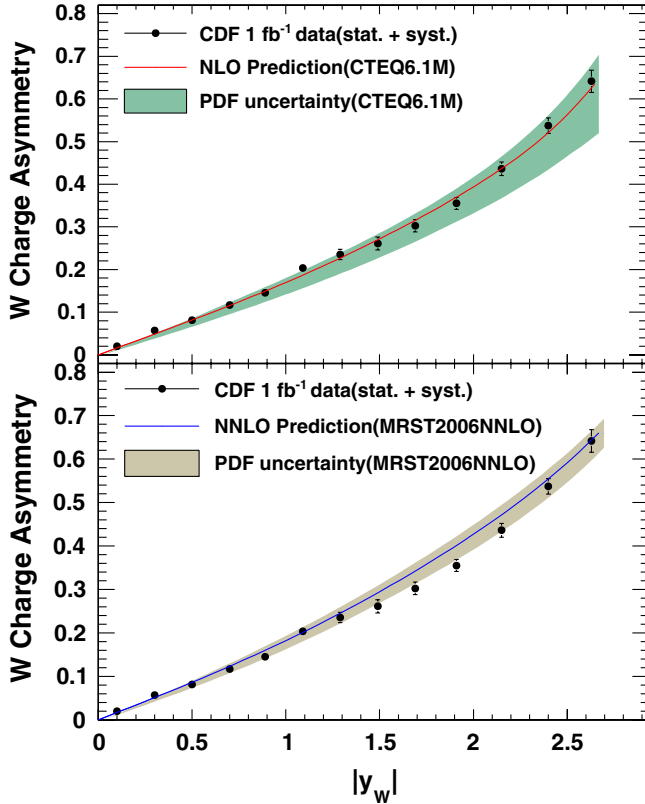 0.8
0.7
0.6
0.5
0.4
0.3
0.2
0.1
0
W Charge Asymmetry
CDF 1 fb⁻¹ data(stat. + syst.)
NLO Prediction(CTEQ6.1M)
PDF uncertainty(CTEQ6.1M)
0.8
0.7
0.6
0.5
0.4
0.3
0.2
0.1
0
W Charge Asymmetry
CDF 1 fb⁻¹ data(stat. + syst.)
NNLO Prediction(MRST2006NNLO)
PDF uncertainty(MRST2006NNLO)
0 0.5 1 1.5 2 2.5
|y_W|